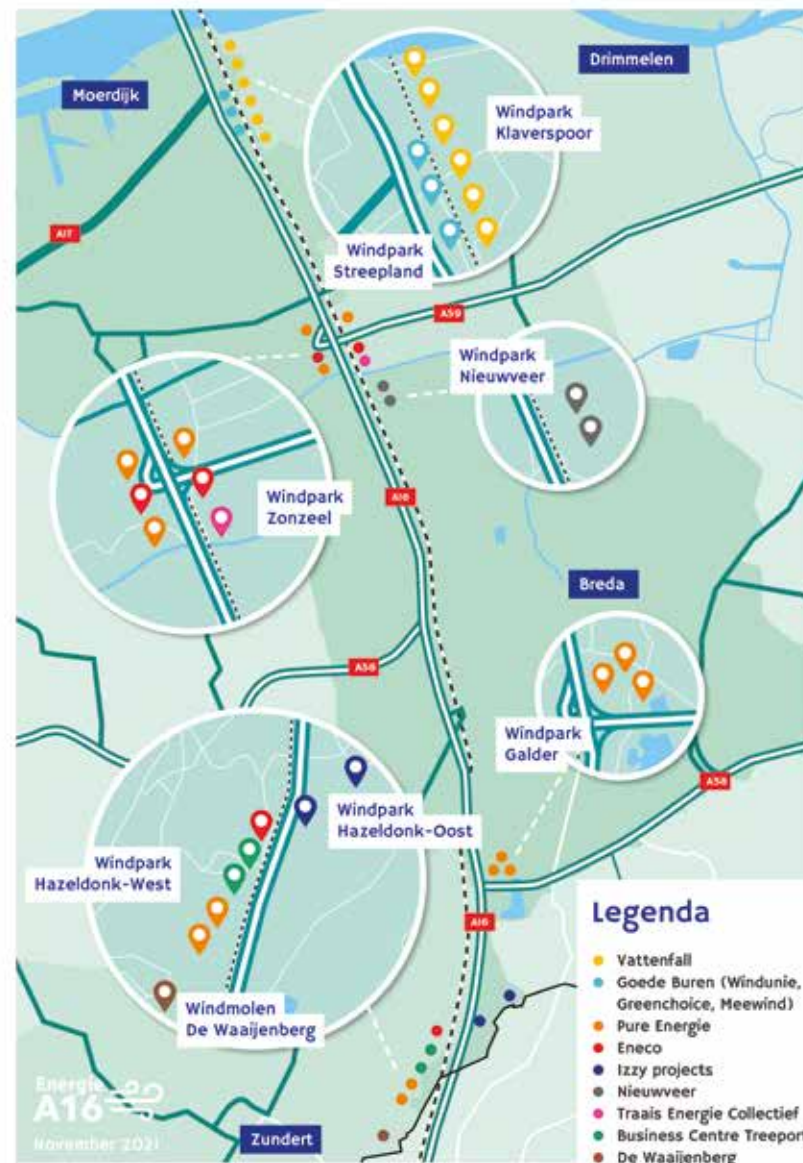 Moerdijk
Drimmelen
Windpark
Klaverspoor
Windpark
Streepland
A17
A59
Windpark
Nieuwveer
Windpark
Zonzeel
A16
Breda
A58
Windpark
Galder
A58
Windpark
Hazeldonk-Oost
Windpark
Hazeldonk-West
A16
Windmolen
De Waaijenberg
Energie
A16
November 2021
Zundert
Legenda
Vattenfall
Goede Buren (Windunie,
Greenchoice, Meewind)
Pure Energie
Eneco
Izzy projects
Nieuwveer
Traais Energie Collectief
Business Centre Treeport
De Waaijenberg